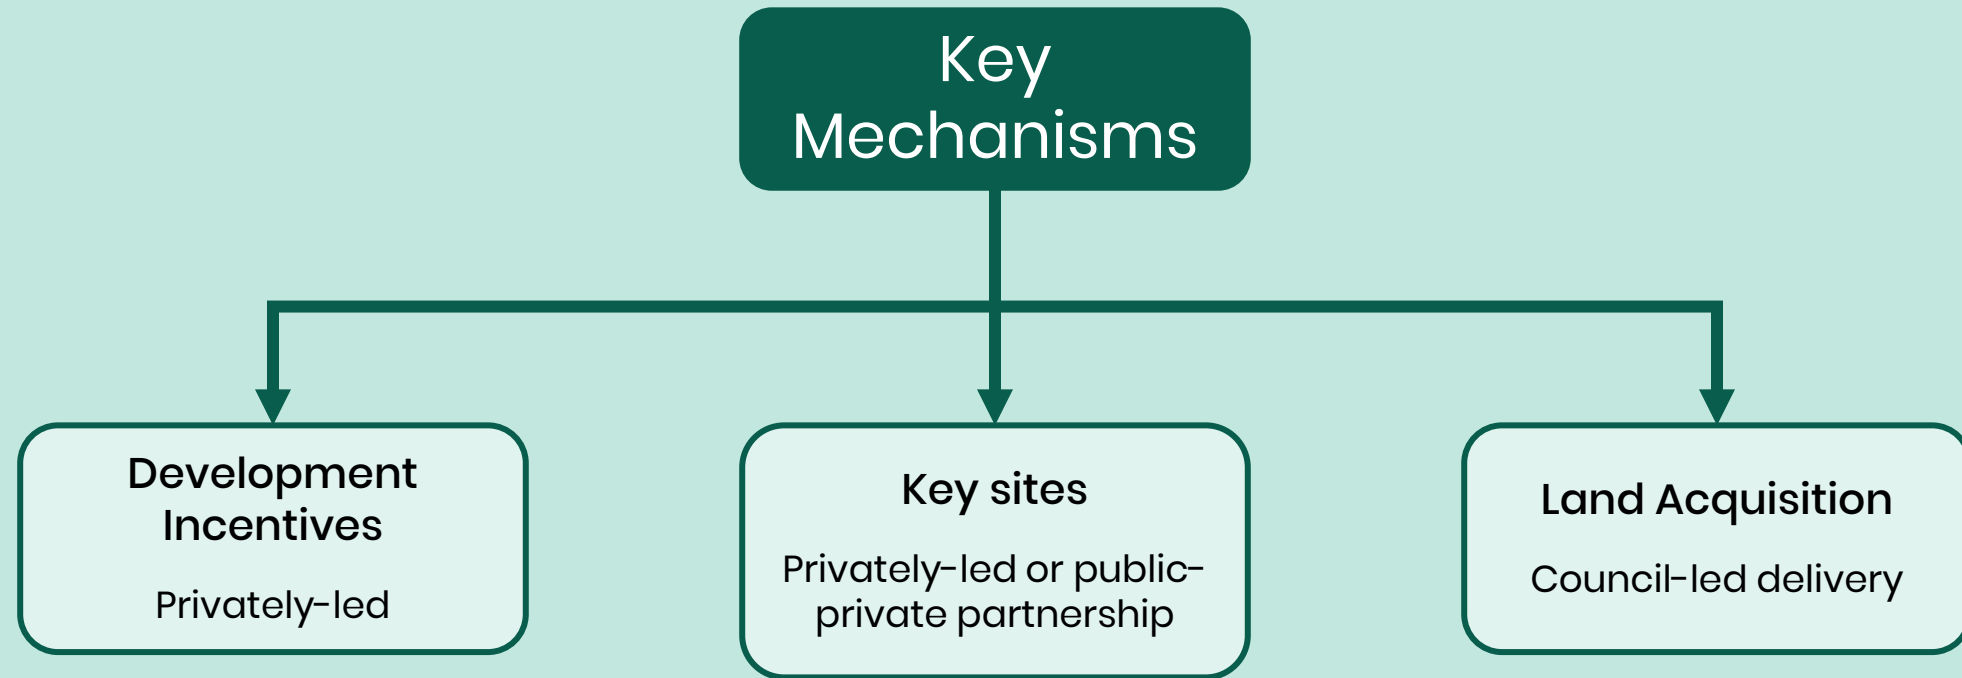 Key
Mechanisms
Development
Incentives
Privately-led
Key sites
Privately-led or public-
private partnership
Land Acquisition
Council-led delivery